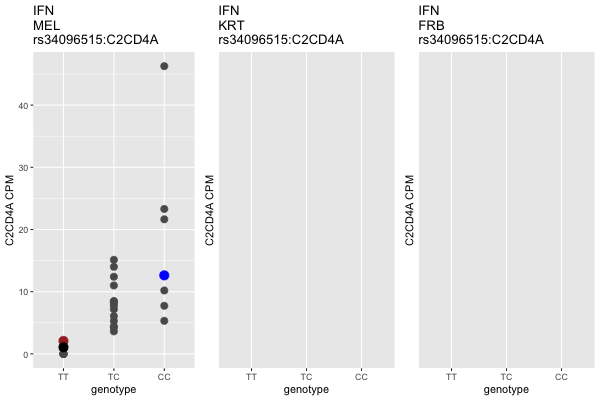 IFN
MEL
rs34096515:C2CD4A
IFN
KRT
rs34096515:C2CD4A
IFN
FRB
rs34096515:C2CD4A
C2CD4A CPM
40
30
20
10
0
TT TC CC
genotype
C2CD4A CPM
TT TC CC
genotype
C2CD4A CPM
TT TC CC
genotype